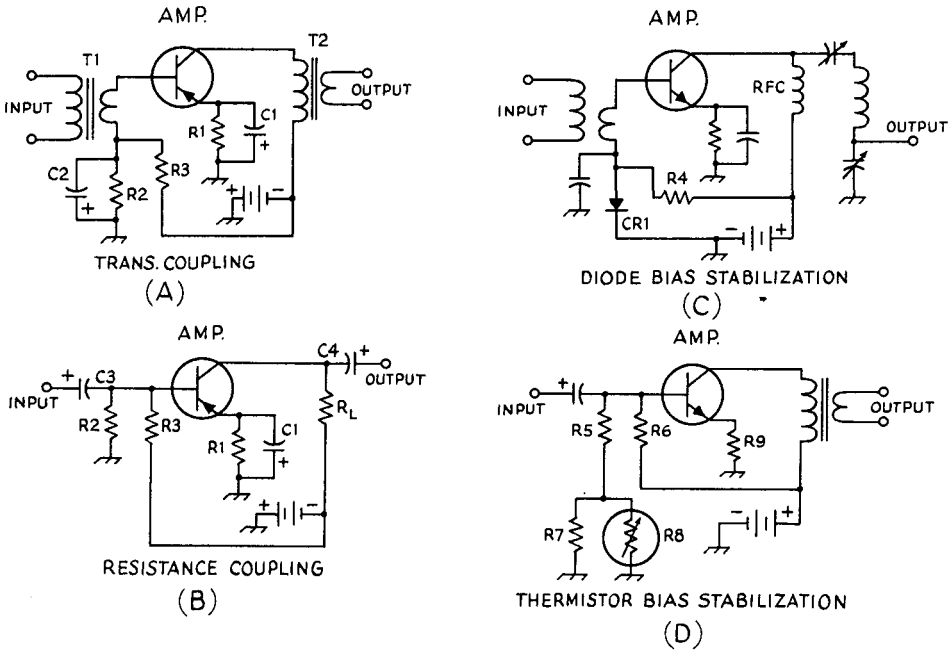 AMP.
T1
T2
INPUT
OUTPUT
R1
C1
+
C2
+
R2
R3
+ -
TRANS. COUPLING
(A)
AMP.
INPUT
RFC
OUTPUT
R4
CR1
- +
DIODE BIAS STABILIZATION
(C)
AMP.
+ C3
C4 +
INPUT
OUTPUT
R2
R3
R1
C1
+
RL
+ -
RESISTANCE COUPLING
(B)
AMP.
+
INPUT
OUTPUT
R5
R6
R9
R7
R8
- +
THERMISTOR BIAS STABILIZATION
(D)